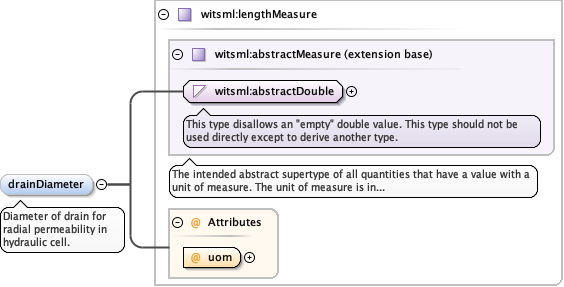 witsml:lengthMeasure
witsml:abstractMeasure (extension base)
witsml:abstractDouble
This type disallows an "empty" double value. This type should not be
used directly except to derive another type.
The intended abstract supertype of all quantities that have a value with a
unit of measure. The unit of measure is in...
drainDiameter
Diameter of drain for
radial permeability in
hydraulic cell.
@ Attributes
@ uom